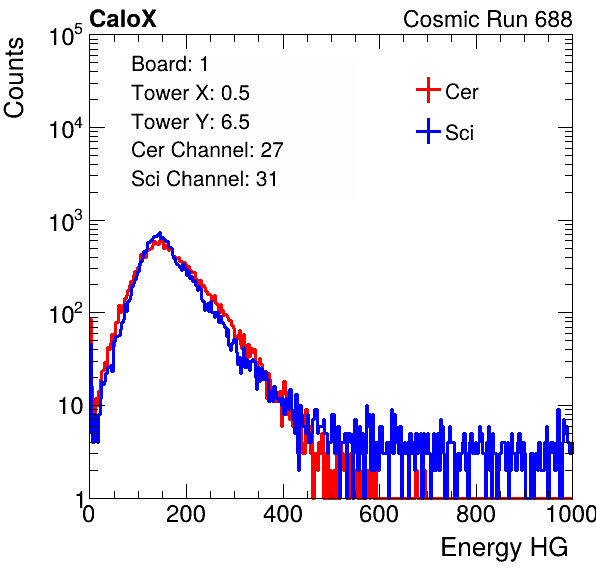 CaloX Cosmic Run 688
Counts
Board: 1
Tower X: 0.5
Tower Y: 6.5
Cer Channel: 27
Sci Channel: 31
Cer
Sci
10^5
10^4
10^3
10^2
10
1
0 200 400 600 800 1000
Energy HG